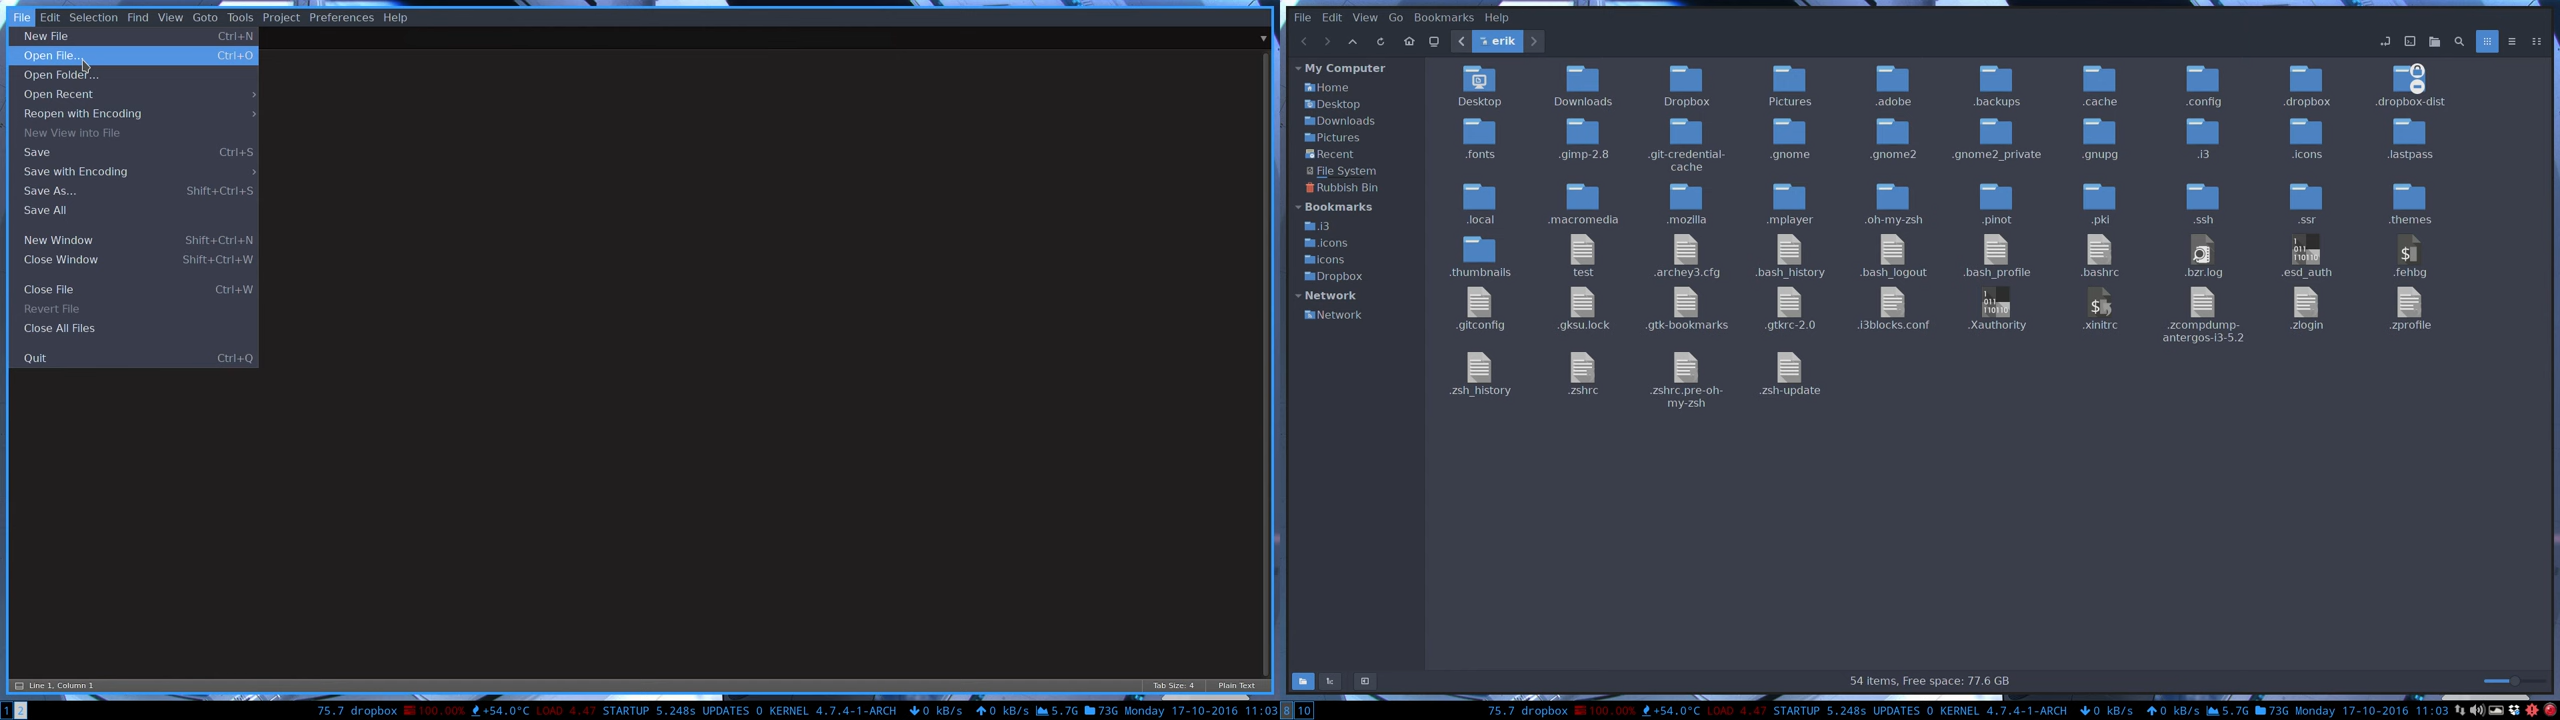 File Edit Selection Find View Goto Tools Project Preferences Help
New File Ctrl+N
Open File... Ctrl+O
Open Folder...
Open Recent
Reopen with Encoding
New View into File
Save Ctrl+S
Save with Encoding
Save As... Shift+Ctrl+S
Save All
New Window Shift+Ctrl+N
Close Window Shift+Ctrl+W
Close File Ctrl+W
Revert File
Close All Files
Quit Ctrl+Q
Line 1, Column 1 Tab Size: 4 Plain Text
1 2 75.7 dropbox 100.00% +54.0°C LOAD 4.47 STARTUP 5.248s UPDATES 0 KERNEL 4.7.4-1-ARCH 0 kB/s 0 kB/s 5.7G 73G Monday 17-10-2016 11:03
File Edit View Go Bookmarks Help
erik
My Computer
Home
Desktop
Downloads
Pictures
Recent
File System
Rubbish Bin
Bookmarks
.i3
.icons
icons
Dropbox
Network
Network
Desktop Downloads Dropbox Pictures .adobe .backups .cache .config .dropbox .dropbox-dist
.fonts .gimp-2.8 .git-credential- .gnome .gnome2 .gnome2_private .gnupg .i3 .icons .lastpass
cache
.local .macromedia .mozilla .mplayer .oh-my-zsh .pinot .pki .ssh .ssr .themes
.thumbnails test .archey3.cfg .bash_history .bash_logout .bash_profile .bashrc .bzr.log .esd_auth .fehbg
.gitconfig .gksu.lock .gtk-bookmarks .gtkrc-2.0 .i3blocks.conf .Xauthority .xinitrc .zcompdump- .zlogin .zprofile
antergos-i3-5.2
.zsh_history .zshrc .zshrc.pre-oh- .zsh-update
my-zsh
54 items, Free space: 77.6 GB
8 10 75.7 dropbox 100.00% +54.0°C LOAD 4.47 STARTUP 5.248s UPDATES 0 KERNEL 4.7.4-1-ARCH 0 kB/s 0 kB/s 5.7G 73G Monday 17-10-2016 11:03